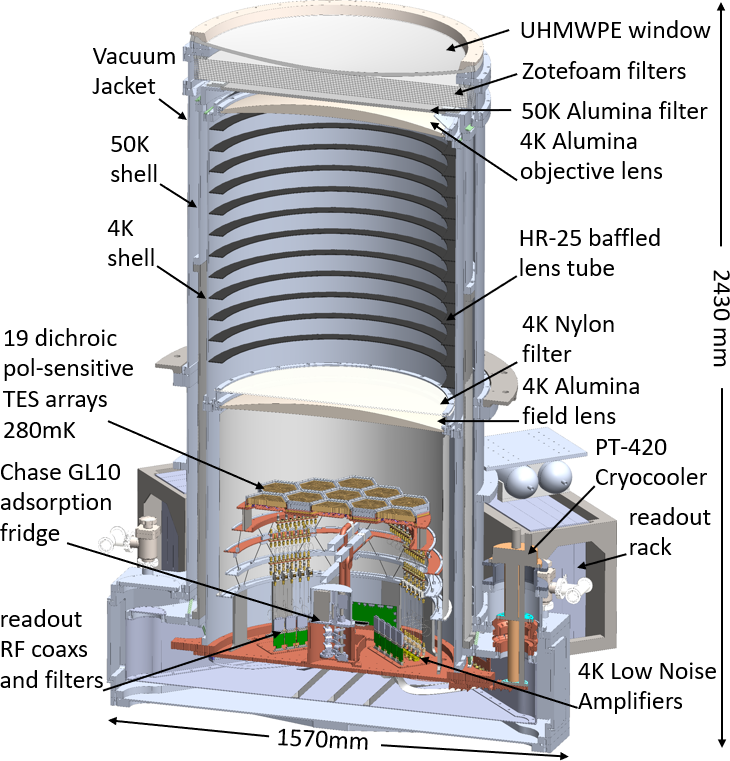 UHMWPE window
Vacuum
Jacket
Zotefoam filters
50K Alumina filter
4K Alumina
objective lens
50K
shell
4K
shell
HR-25 baffled
lens tube
2430 mm
4K Nylon
filter
19 dichroic
pol-sensitive
TES arrays
280mK
4K Alumina
field lens
PT-420
Cryocooler
Chase GL10
adsorption
fridge
readout
rack
readout
RF coaxs
and filters
4K Low Noise
Amplifiers
1570mm